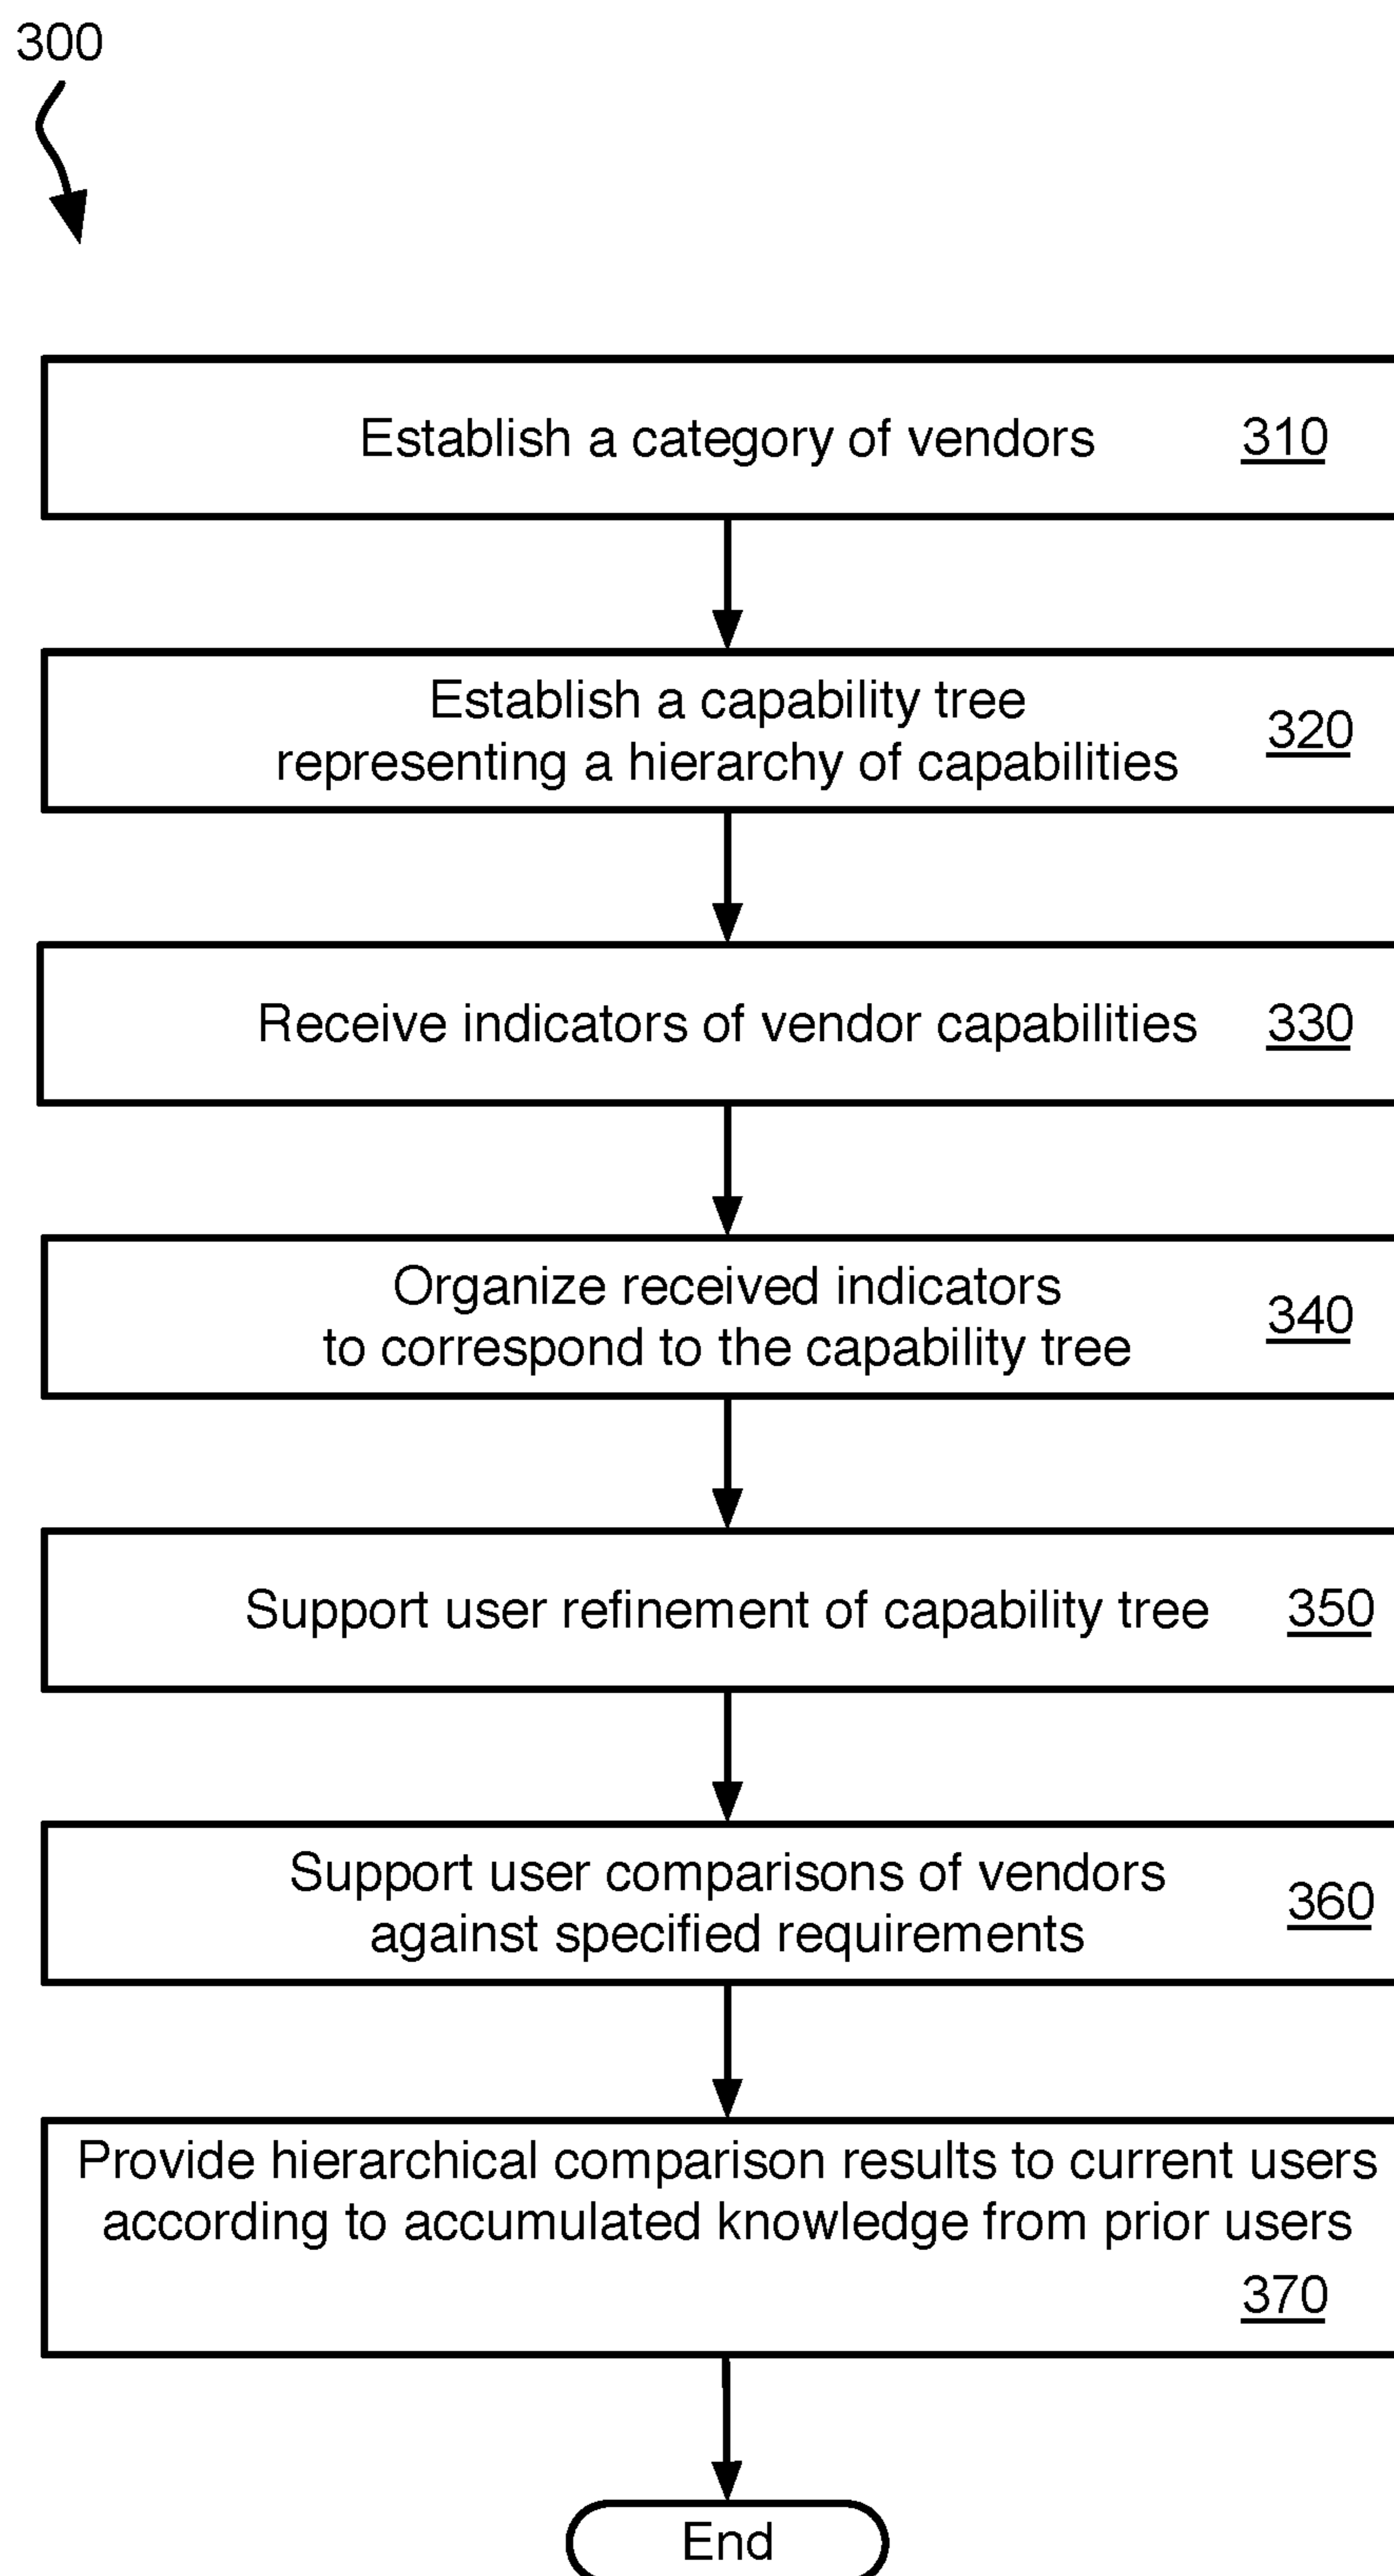 300
Establish a category of vendors 310
Establish a capability tree
representing a hierarchy of capabilities 320
Receive indicators of vendor capabilities 330
Organize received indicators
to correspond to the capability tree 340
Support user refinement of capability tree 350
Support user comparisons of vendors
against specified requirements 360
Provide hierarchical comparison results to current users
according to accumulated knowledge from prior users
370
End